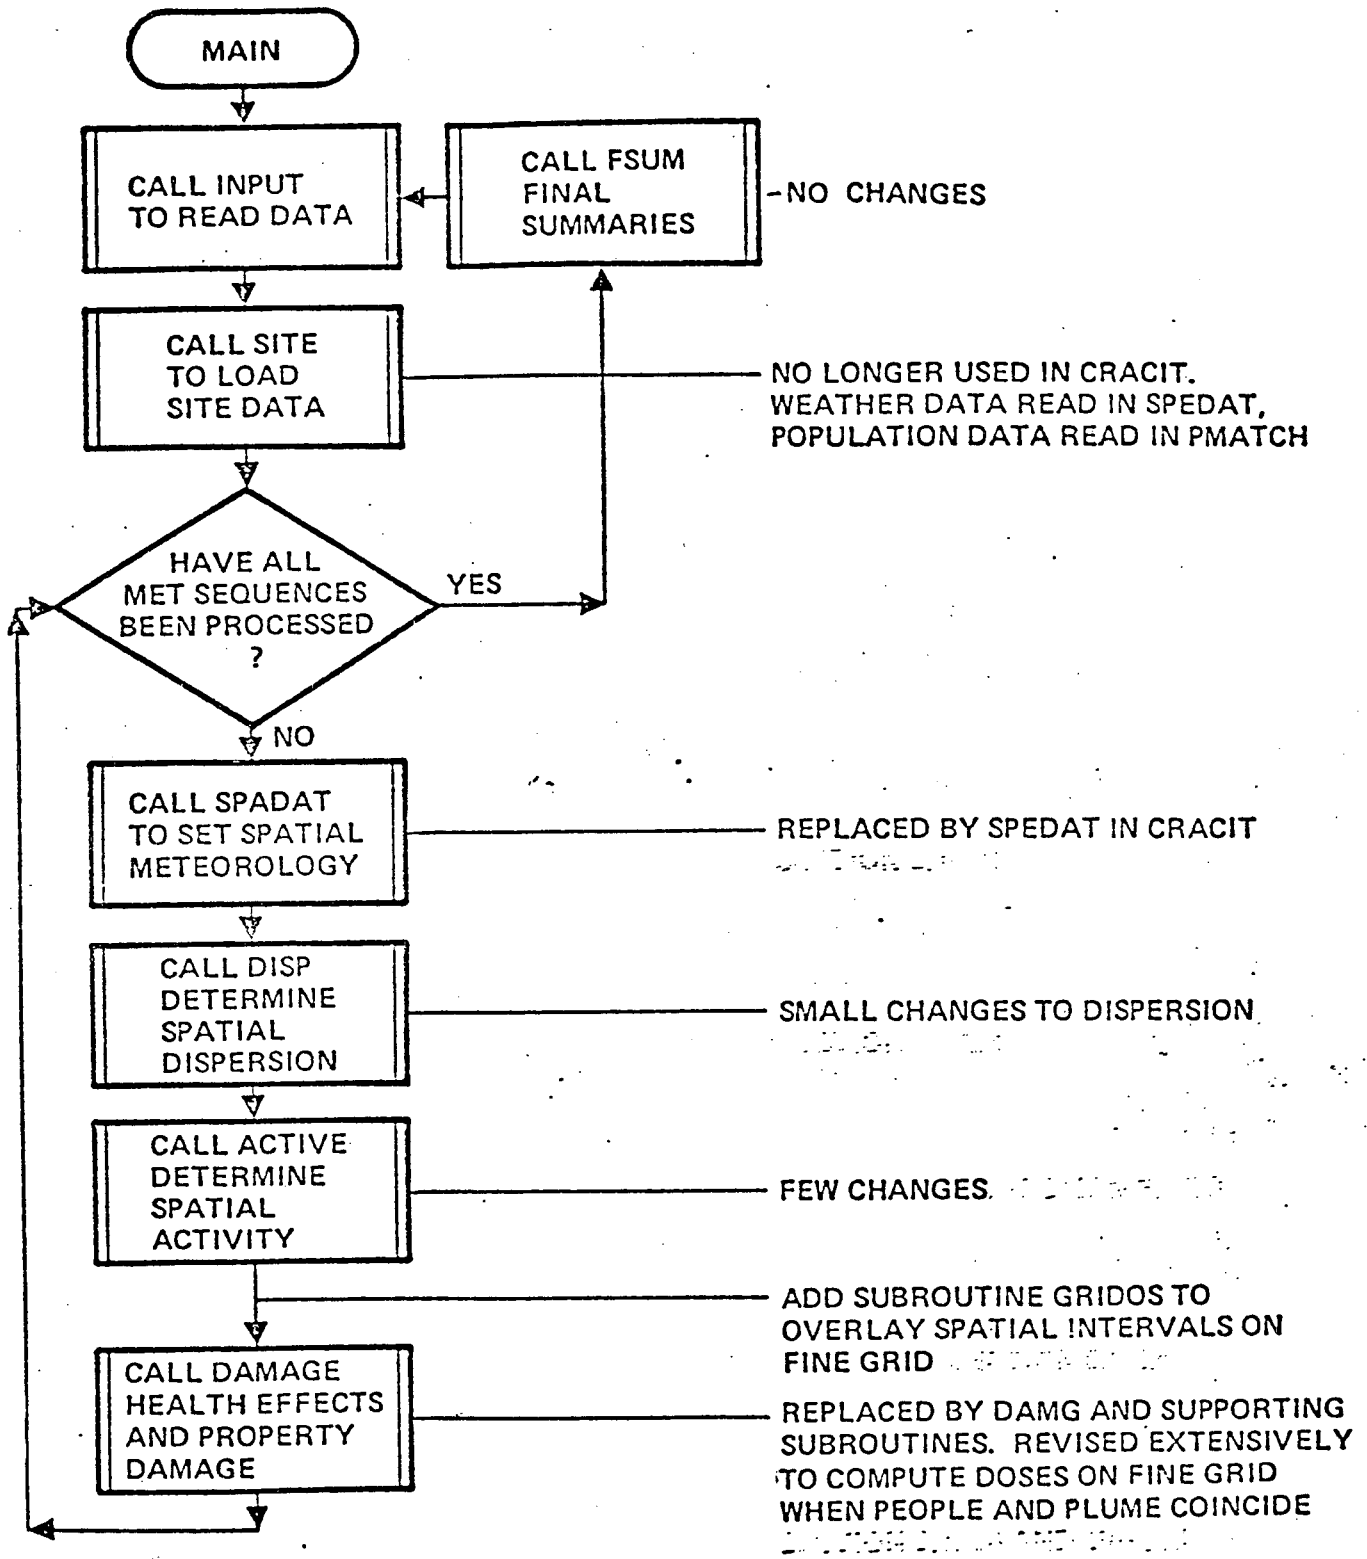 MAIN
CALL INPUT
TO READ DATA
CALL FSUM
FINAL
SUMMARIES
-NO CHANGES
CALL SITE
TO LOAD
SITE DATA
NO LONGER USED IN CRACIT.
WEATHER DATA READ IN SPEDAT,
POPULATION DATA READ IN PMATCH
HAVE ALL
MET SEQUENCES
BEEN PROCESSED
?
YES
NO
CALL SPADAT
TO SET SPATIAL
METEOROLOGY
REPLACED BY SPEDAT IN CRACIT
CALL DISP
DETERMINE
SPATIAL
DISPERSION
SMALL CHANGES TO DISPERSION
CALL ACTIVE
DETERMINE
SPATIAL
ACTIVITY
FEW CHANGES.
ADD SUBROUTINE GRIDOS TO
OVERLAY SPATIAL INTERVALS ON
FINE GRID
CALL DAMAGE
HEALTH EFFECTS
AND PROPERTY
DAMAGE
REPLACED BY DAMG AND SUPPORTING
SUBROUTINES. REVISED EXTENSIVELY
TO COMPUTE DOSES ON FINE GRID
WHEN PEOPLE AND PLUME COINCIDE